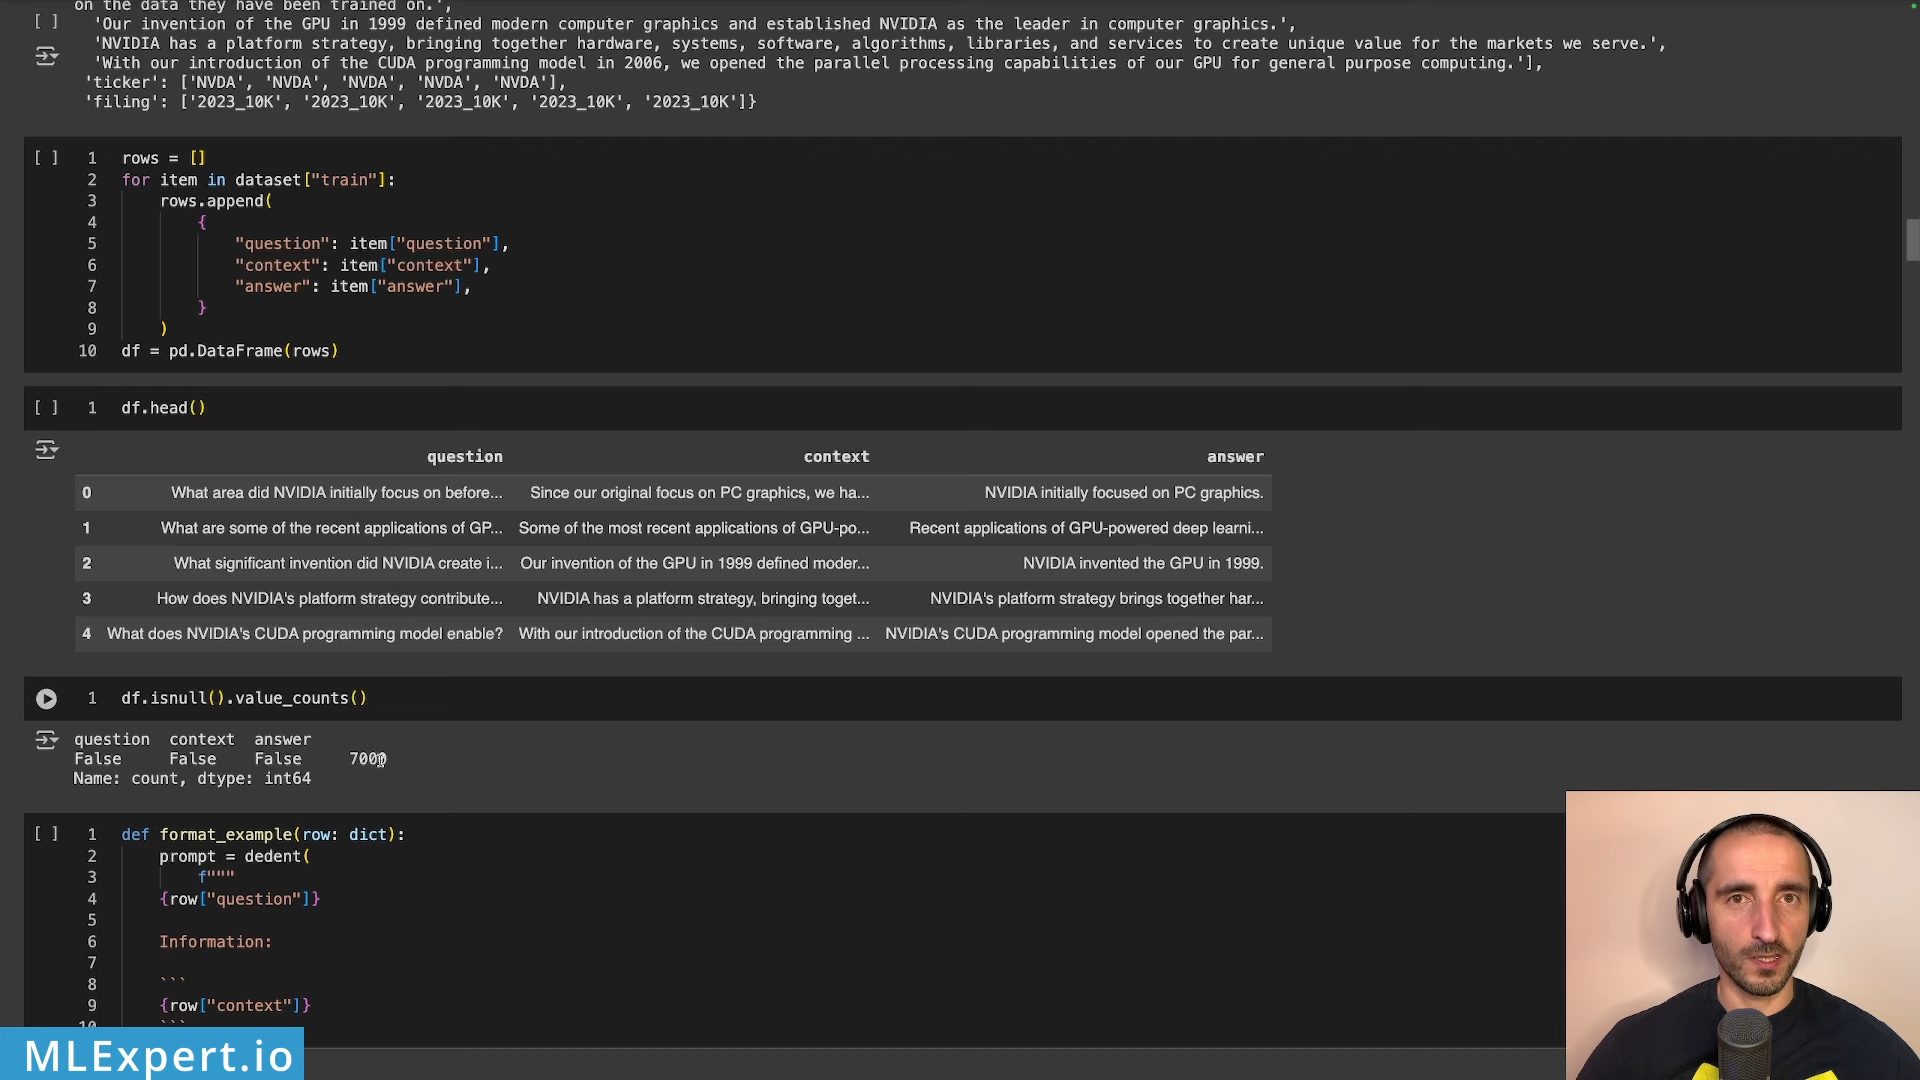 on the data they have been trained on.',
[ ] 'Our invention of the GPU in 1999 defined modern computer graphics and established NVIDIA as the leader in computer graphics.',
'NVIDIA has a platform strategy, bringing together hardware, systems, software, algorithms, libraries, and services to create unique value for the markets we serve.',
'With our introduction of the CUDA programming model in 2006, we opened the parallel processing capabilities of our GPU for general purpose computing.'],
'ticker': ['NVDA', 'NVDA', 'NVDA', 'NVDA', 'NVDA'],
'filing': ['2023_10K', '2023_10K', '2023_10K', '2023_10K', '2023_10K']}
[ ] 1 rows = []
2 for item in dataset["train"]:
3 rows.append(
4 {
5 "question": item["question"],
6 "context": item["context"],
7 "answer": item["answer"],
8 }
9 )
10 df = pd.DataFrame(rows)
[ ] 1 df.head()
question context answer
0 What area did NVIDIA initially focus on before... Since our original focus on PC graphics, we ha... NVIDIA initially focused on PC graphics.
1 What are some of the recent applications of GP... Some of the most recent applications of GPU-po... Recent applications of GPU-powered deep learni...
2 What significant invention did NVIDIA create i... Our invention of the GPU in 1999 defined moder... NVIDIA invented the GPU in 1999.
3 How does NVIDIA's platform strategy contribute... NVIDIA has a platform strategy, bringing toget... NVIDIA's platform strategy brings together har...
4 What does NVIDIA's CUDA programming model enable? With our introduction of the CUDA programming ... NVIDIA's CUDA programming model opened the par...
1 df.isnull().value_counts()
question context answer
False False False 7000
Name: count, dtype: int64
[ ] 1 def format_example(row: dict):
2 prompt = dedent(
3 f"""
4 {row["question"]}
5
6 Information:
7
8 ```
9 {row["context"]}
10 ```
MLExpert.io